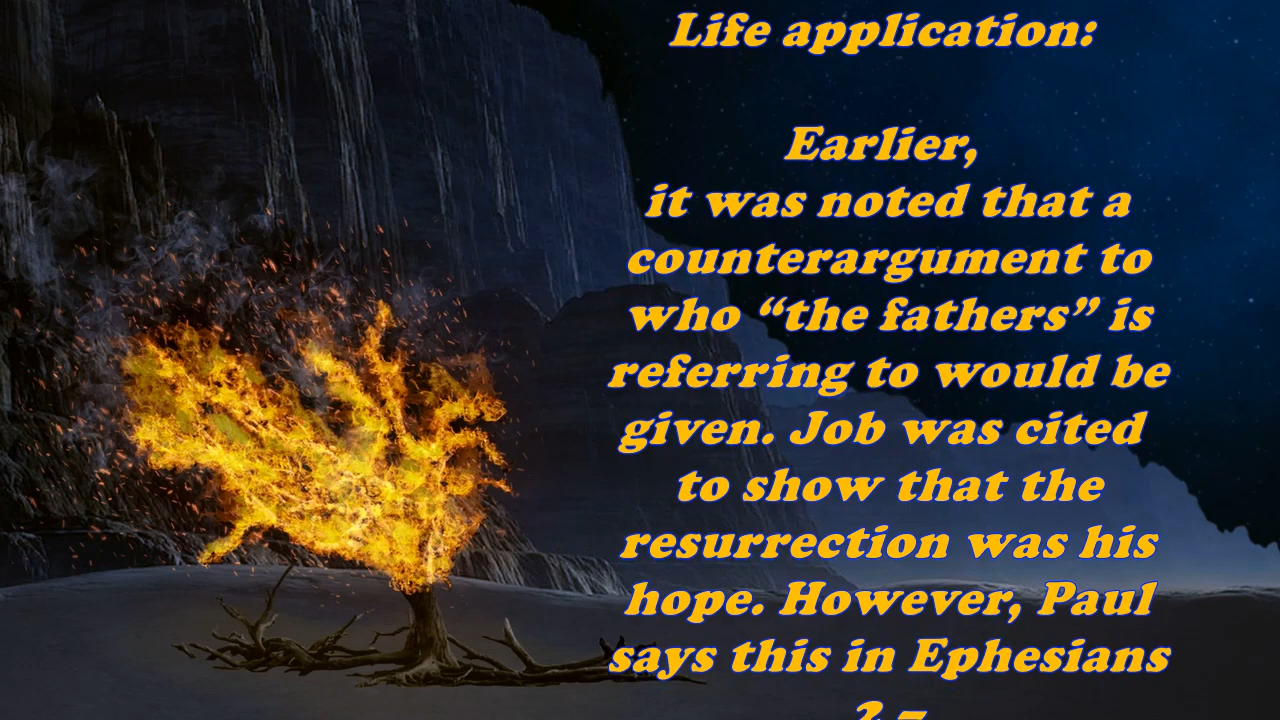 Life application:
Earlier,
it was noted that a
counterargument to
who “the fathers” is
referring to would be
given. Job was cited
to show that the
resurrection was his
hope. However, Paul
says this in Ephesians
2 –